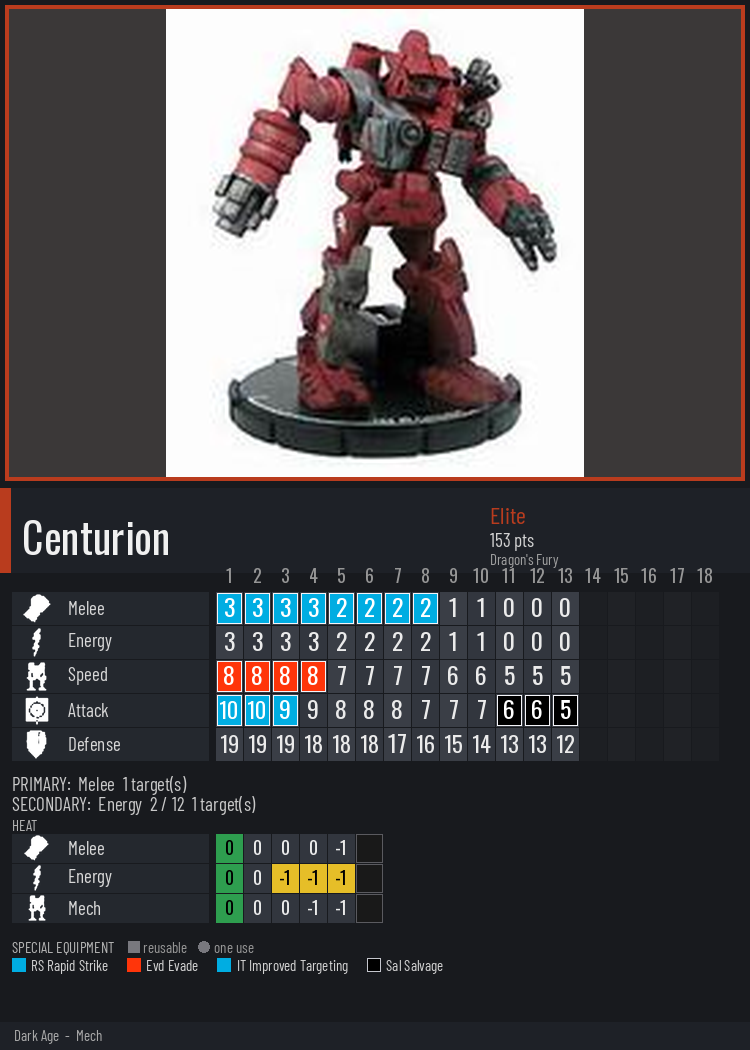 Centurion
Elite
153 pts
Dragon's Fury
1 2 3 4 5 6 7 8 9 10 11 12 13 14 15 16 17 18
Melee 3 3 3 3 2 2 2 2 1 1 0 0 0
Energy 3 3 3 3 2 2 2 2 1 1 0 0 0
Speed 8 8 8 8 7 7 7 7 6 6 5 5 5
Attack 10 10 9 9 8 8 8 7 7 7 6 6 5
Defense 19 19 19 18 18 18 17 16 15 14 13 13 12
PRIMARY: Melee 1 target(s)
SECONDARY: Energy 2 / 12 1 target(s)
HEAT
Melee 0 0 0 0 -1
Energy 0 0 -1 -1 -1
Mech 0 0 0 -1 -1
SPECIAL EQUIPMENT reusable one use
RS Rapid Strike Evd Evade IT Improved Targeting Sal Salvage
Dark Age - Mech